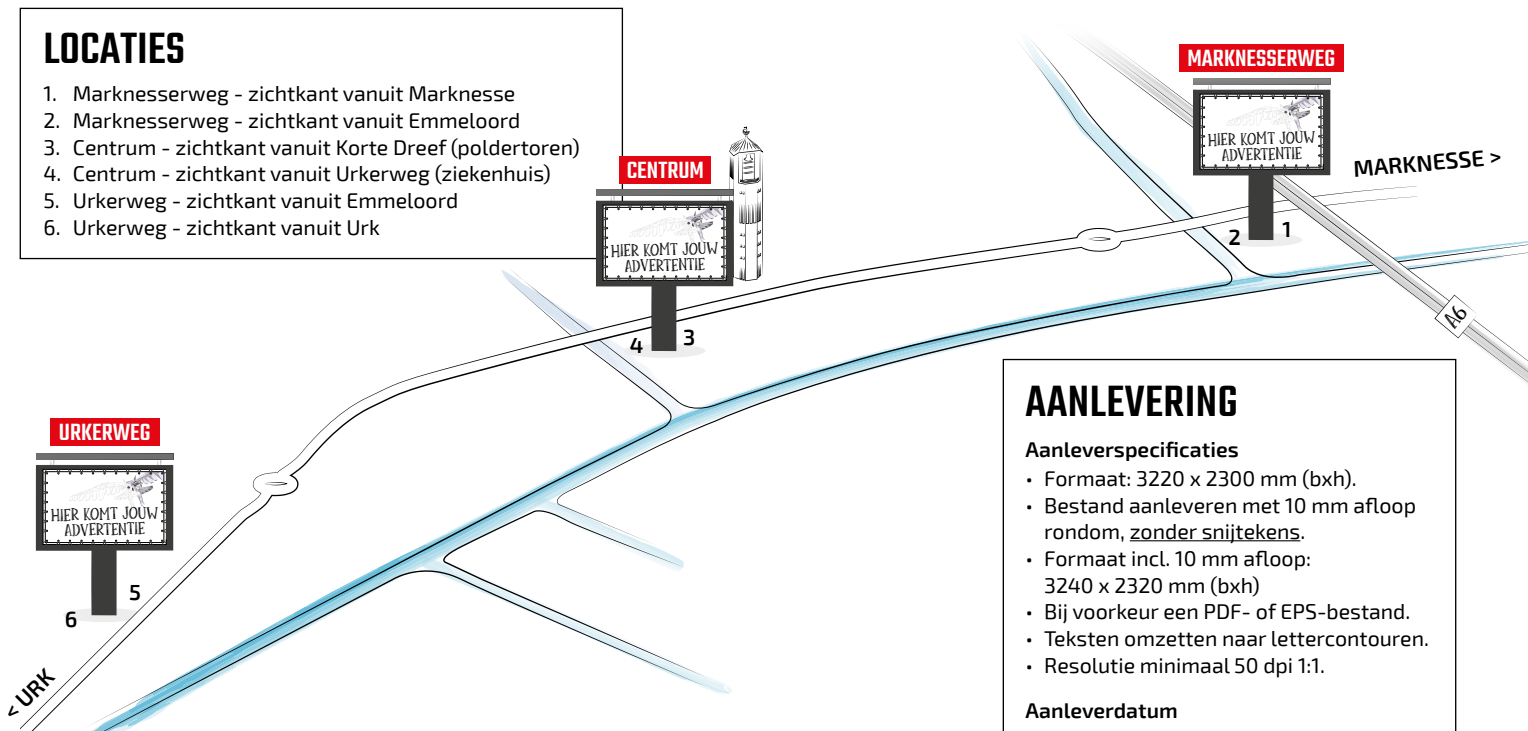 LOCATIES
1. Marknesserweg - zichtkant vanuit Marknesse
2. Marknesserweg - zichtkant vanuit Emmeloord
3. Centrum - zichtkant vanuit Korte Dreef (poldertoren)
4. Centrum - zichtkant vanuit Urkerweg (ziekenhuis)
5. Urkerweg - zichtkant vanuit Emmeloord
6. Urkerweg - zichtkant vanuit Urk
MARKNESSERWEG
HIER KOMT JOUW
ADVERTENTIE
MARKNESSE >
2 1
CENTRUM
HIER KOMT JOUW
ADVERTENTIE
4 3
A6
URKERWEG
HIER KOMT JOUW
ADVERTENTIE
5
6
< URK
AANLEVERING
Aanleverspecificaties
• Formaat: 3220 x 2300 mm (bxh).
• Bestand aanleveren met 10 mm afloop
rondom, zonder snijtekens.
• Formaat incl. 10 mm afloop:
3240 x 2320 mm (bxh)
• Bij voorkeur een PDF- of EPS-bestand.
• Teksten omzetten naar lettercontouren.
• Resolutie minimaal 50 dpi 1:1.
Aanleverdatum